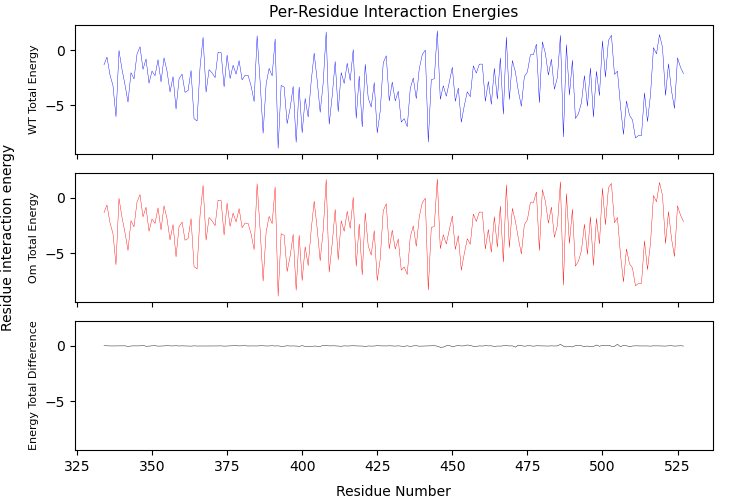 Per-Residue Interaction Energies
Residue interaction energy
WT Total Energy
0
−5
Om Total Energy
0
−5
Energy Total Difference
0
−5
325 350 375 400 425 450 475 500 525
Residue Number